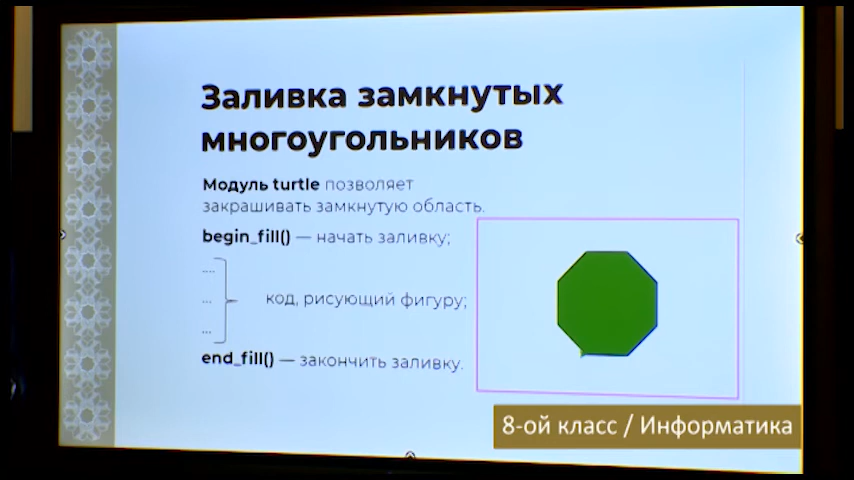 Заливка замкнутых
многоугольников
Модуль turtle позволяет
закрашивать замкнутую область.
begin_fill() — начать заливку;
....
...
код, рисующий фигуру;
...
end_fill() — закончить заливку.
8-ой класс / Информатика